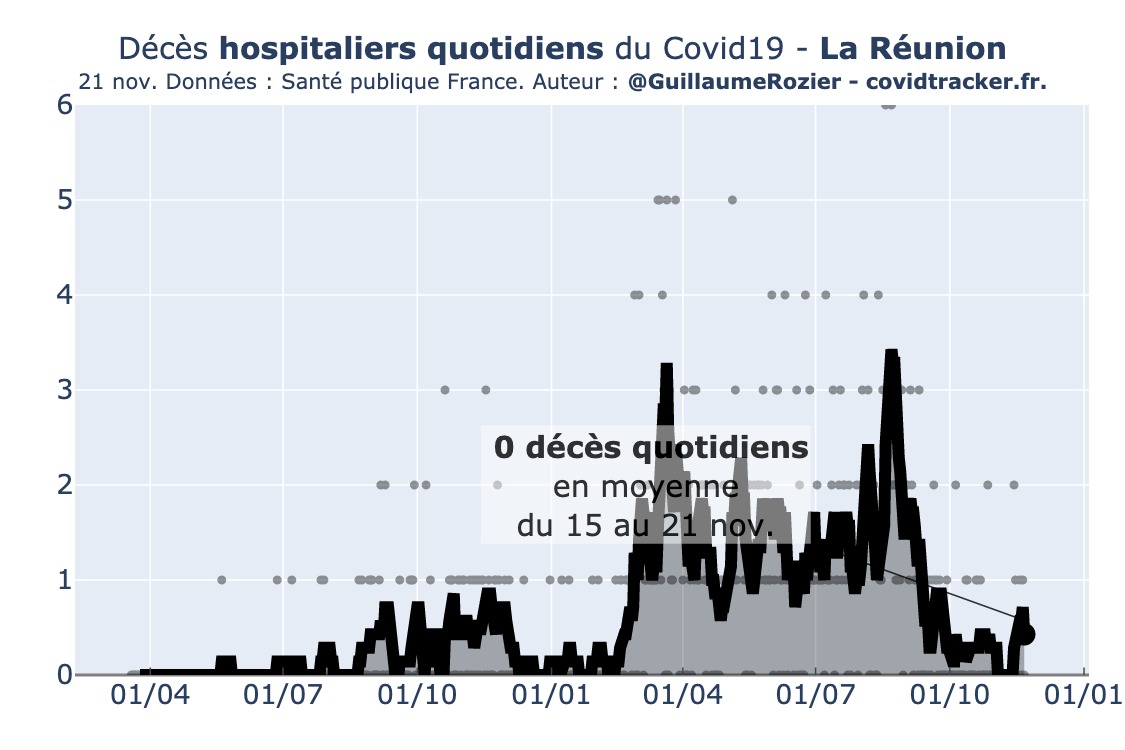 Décès hospitaliers quotidiens du Covid19 - La Réunion
21 nov. Données : Santé publique France. Auteur : @GuillaumeRozier - covidtracker.fr.
6
5
4
3
2
1
0
0 décès quotidiens
en moyenne
du 15 au 21 nov.
01/04 01/07 01/10 01/01 01/04 01/07 01/10 01/01